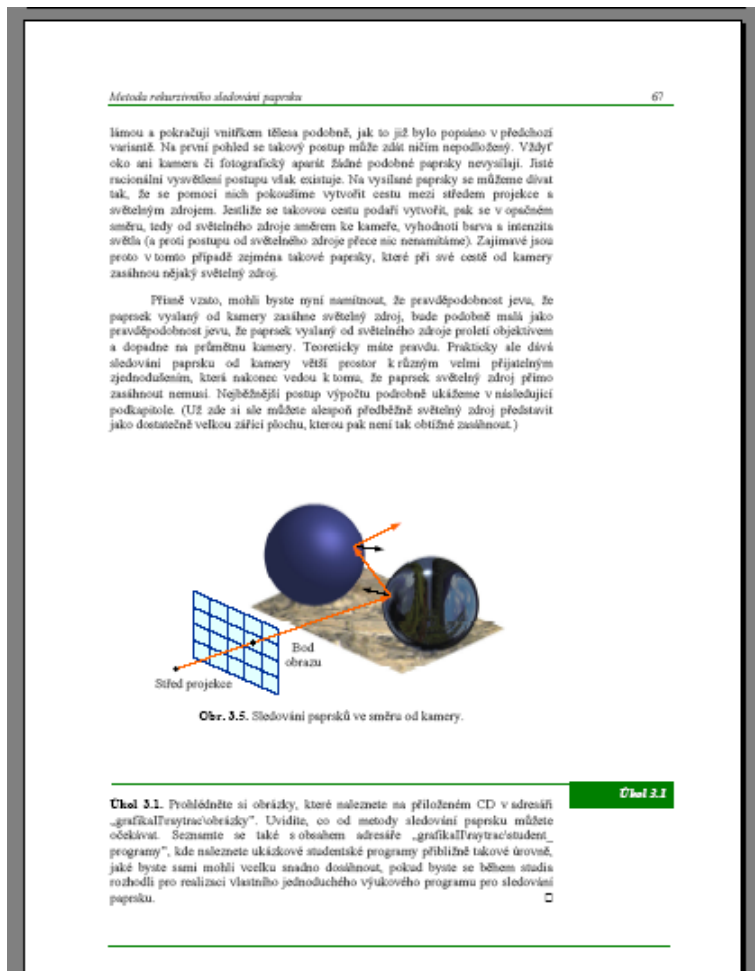 Metoda rekurzivního sledování paprsku 67
lámou a pokračují vnitřkem tělesa podobně, jak to již bylo popsáno v předchozí
variantě. Na první pohled se takový postup může zdát ničím nepodložený. Vždyť
oko ani kamera či fotografický aparát žádné podobné paprsky nevysílají. Jisté
racionální vysvětlení postupu však existuje. Na vysílané paprsky se můžeme dívat
tak, že se pomocí nich pokoušíme vytvořit cestu mezi středem projekce a
světelným zdrojem. Jestliže se takovou cestu podaří vytvořit, pak se v opačném
směru, tedy od světelného zdroje směrem ke kameře, vyhodnotí barva a intenzita
světla (a proti postupu od světelného zdroje přece nic nenamítáme). Zajímavé jsou
proto v tomto případě zejména takové paprsky, které při své cestě od kamery
zasáhnou nějaký světelný zdroj.
Přísně vzato, mohli byste nyní namítnout, že pravděpodobnost jevu, že
paprsek vyslaný od kamery zasáhne světelný zdroj, bude podobně malá jako
pravděpodobnost jevu, že paprsek vyslaný od světelného zdroje proletí objektivem
a dopadne na průmětnu kamery. Teoreticky máte pravdu. Prakticky ale dává
sledování paprsku od kamery větší prostor k různým velmi přijatelným
zjednodušením, která nakonec vedou k tomu, že paprsek světelný zdroj přímo
zasáhnout nemusí. Nejběžnější postup výpočtu podrobně ukážeme v následující
podkapitole. (Už zde si ale můžete alespoň předběžně světelný zdroj představit
jako dostatečně velkou zářící plochu, kterou pak není tak obtížné zasáhnout.)
Bod
obrazu
Střed projekce
Obr. 3.5. Sledování paprsků ve směru od kamery.
Úkol 3.1
Úkol 3.1. Prohlédněte si obrázky, které naleznete na přiloženém CD v adresáři
„grafikaII\raytrac\obrázky”. Uvidíte, co od metody sledování paprsku můžete
očekávat. Seznamte se také s obsahem adresáře „grafikaII\raytrac\student_
programy”, kde naleznete ukázkové studentské programy přibližně takové úrovně,
jaké byste sami mohli vcelku snadno dosáhnout, pokud byste se během studia
rozhodli pro realizaci vlastního jednoduchého výukového programu pro sledování
paprsku. □